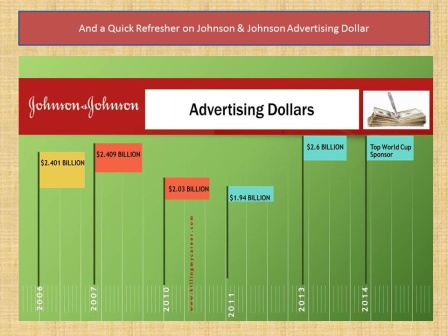 And a Quick Refresher on Johnson & Johnson Advertising Dollar
Johnson & Johnson
Advertising Dollars
$2.401 BILLION
$2.409 BILLION
$2.03 BILLION
$1.94 BILLION
$2.6 BILLION
Top World Cup
Sponsor
www.killingmycareer.com
2006
2007
2010
2011
2013
2014